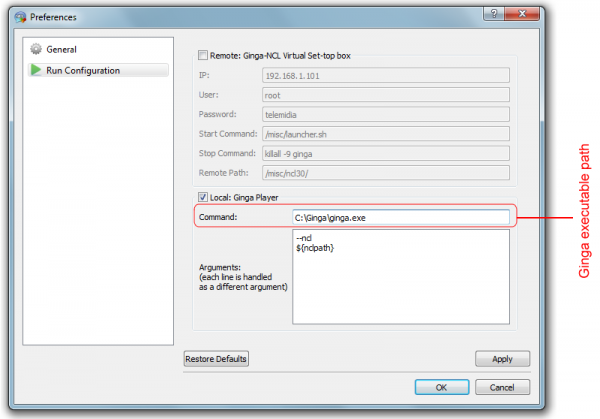 Preferences
General
Run Configuration
Remote: Ginga-NCL Virtual Set-top box
IP: 192.168.1.101
User: root
Password: telemidia
Start Command: /misc/launcher.sh
Stop Command: killall -9 ginga
Remote Path: /misc/ncl30/
Local: Ginga Player
Command: C:\Ginga\ginga.exe
Arguments:
(each line is handled
as a different argument)
--ncl
${nclpath}
Restore Defaults
Apply
OK
Cancel
Ginga executable path